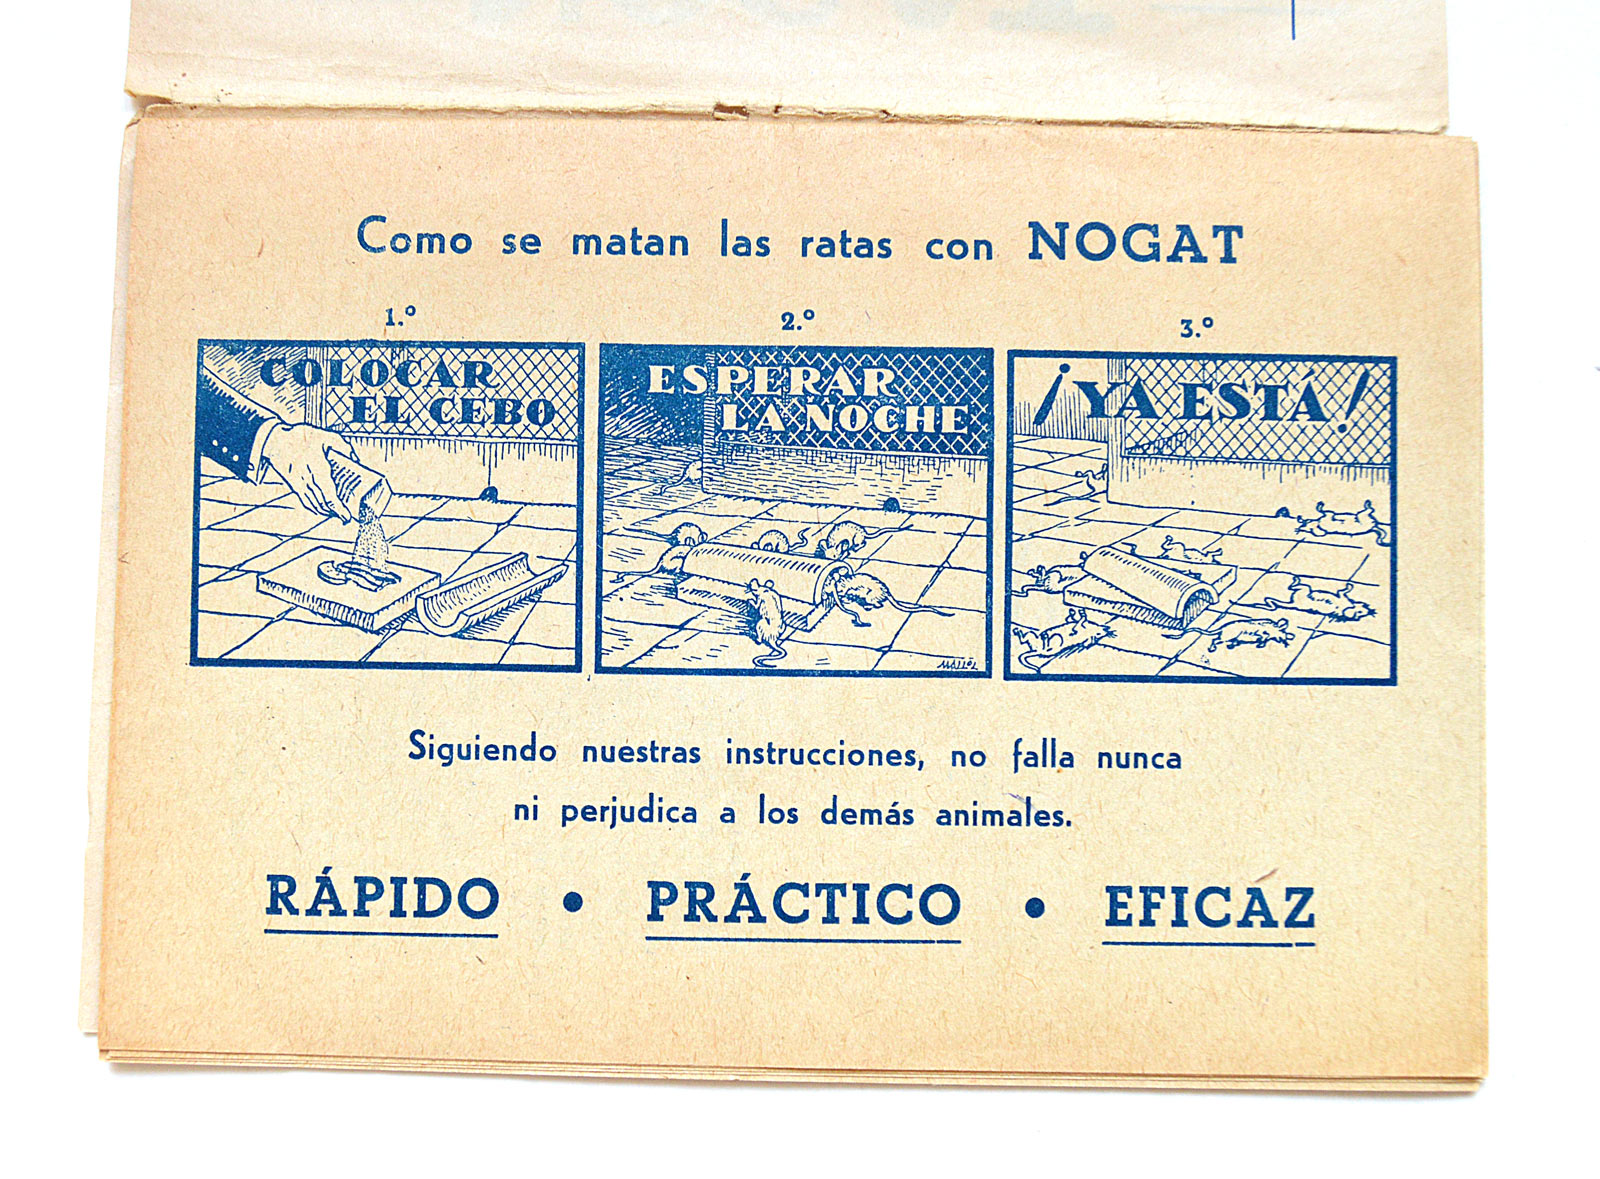 Como se matan las ratas con NOGAT
1.º
COLOCAR
EL CEBO
2.º
ESPERAR
LA NOCHE
3.º
¡YA ESTÁ!
Siguiendo nuestras instrucciones, no falla nunca
ni perjudica a los demás animales.
RÁPIDO • PRÁCTICO • EFICAZ